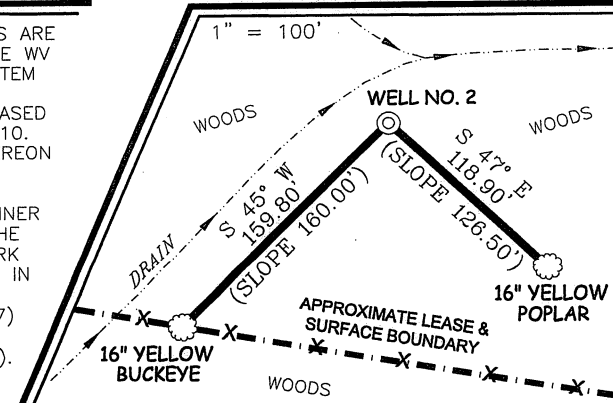 S ARE
E WV
TEM
ASED
10.
REON
NER
HE
RK
IN
7)
).
1" = 100'
WOODS
WELL NO. 2
WOODS
S 45° W
159.80'
(SLOPE 160.00')
S 47° E
118.90'
(SLOPE 126.50')
DRAIN
16" YELLOW
POPLAR
APPROXIMATE LEASE &
SURFACE BOUNDARY
16" YELLOW
BUCKEYE
WOODS